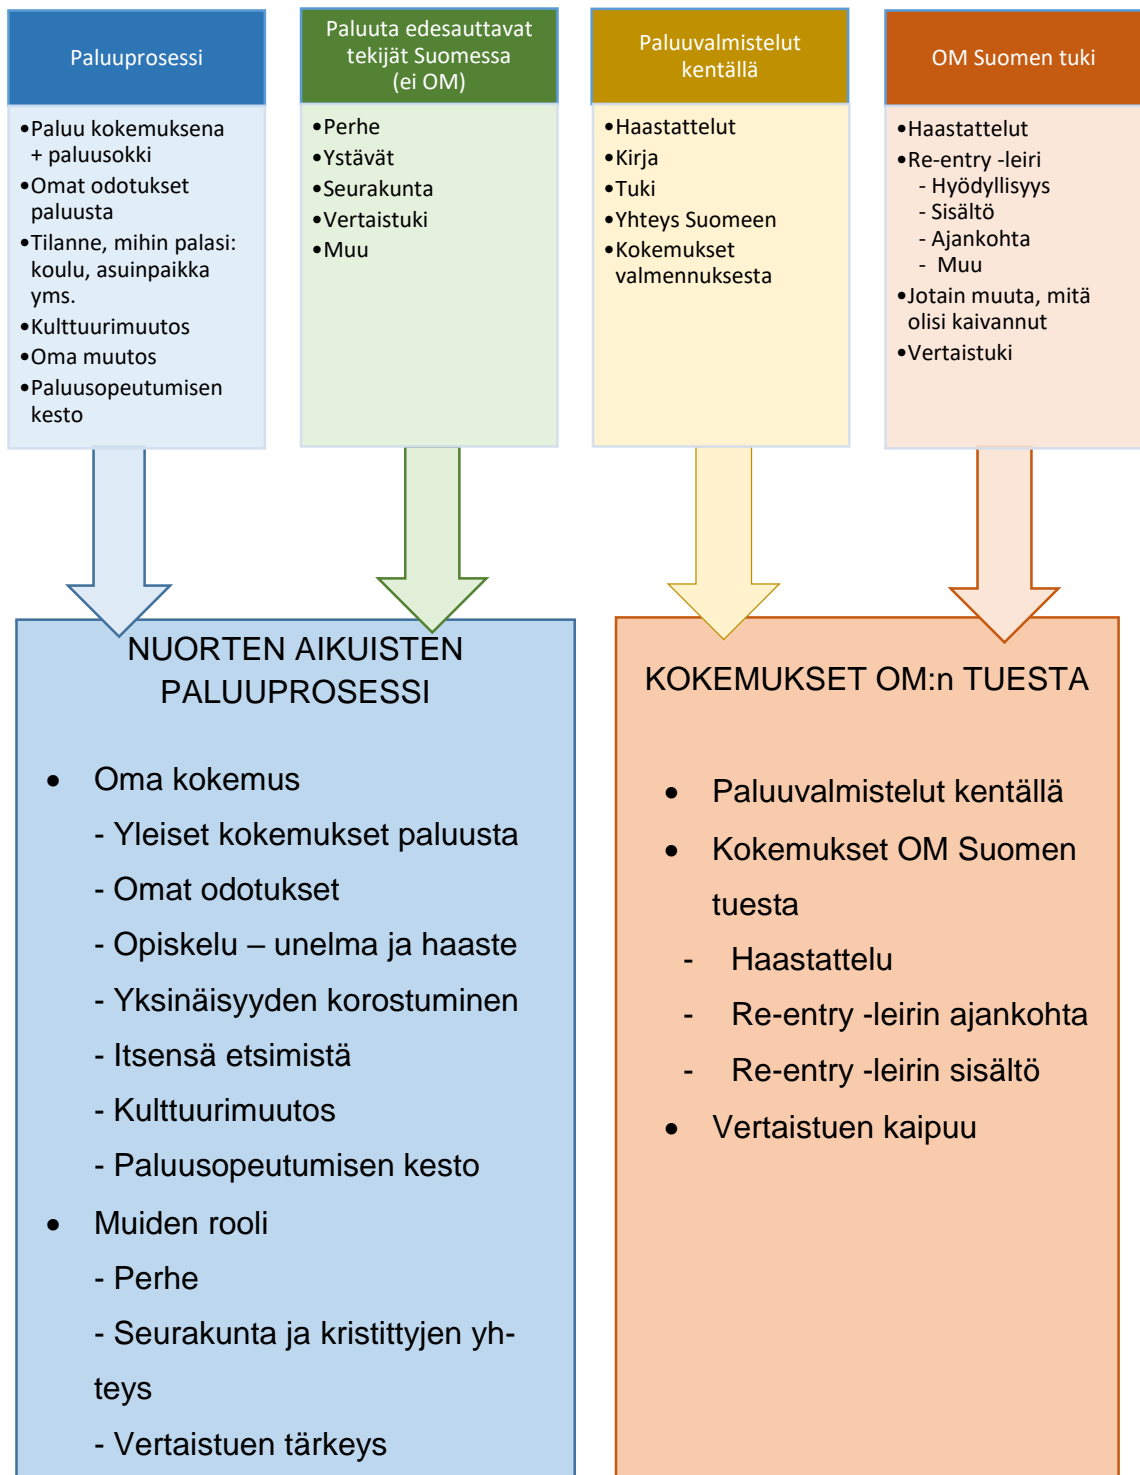 Paluuprosessi
•Paluu kokemuksena
+ paluusokki
•Omat odotukset
paluusta
•Tilanne, mihin palasi:
koulu, asuinpaikka
yms.
•Kulttuurimuutos
•Oma muutos
•Paluusopeutumisen
kesto
Paluuta edesauttavat
tekijät Suomessa
(ei OM)
•Perhe
•Ystävät
•Seurakunta
•Vertaistuki
•Muu
Paluuvalmistelut
kentällä
•Haastattelut
•Kirja
•Tuki
•Yhteys Suomeen
•Kokemukset
valmennuksesta
OM Suomen tuki
•Haastattelut
•Re-entry -leiri
- Hyödyllisyys
- Sisältö
- Ajankohta
- Muu
•Jotain muuta, mitä
olisi kaivannut
•Vertaistuki
NUORTEN AIKUISTEN
PALUUPROSESSI
• Oma kokemus
- Yleiset kokemukset paluusta
- Omat odotukset
- Opiskelu – unelma ja haaste
- Yksinäisyyden korostuminen
- Itsensä etsimistä
- Kulttuurimuutos
- Paluusopeutumisen kesto
• Muiden rooli
- Perhe
- Seurakunta ja kristittyjen yh-
teys
- Vertaistuen tärkeys
KOKEMUKSET OM:n TUESTA
• Paluuvalmistelut kentällä
• Kokemukset OM Suomen
tuesta
- Haastattelu
- Re-entry -leirin ajankohta
- Re-entry -leirin sisältö
• Vertaistuen kaipuu